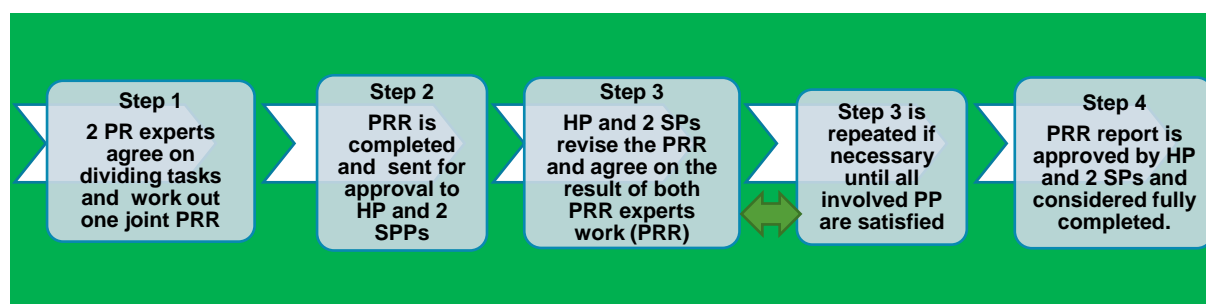 Step 1
2 PR experts
agree on
dividing tasks
and work out
one joint PRR
Step 2
PRR is
completed
and sent for
approval to
HP and 2
SPPs
Step 3
HP and 2 SPs
revise the PRR
and agree on the
result of both
PRR experts
work (PRR)
Step 3 is
repeated if
necessary
until all
involved PP
are satisfied
Step 4
PRR report is
approved by HP
and 2 SPs and
considered fully
completed.